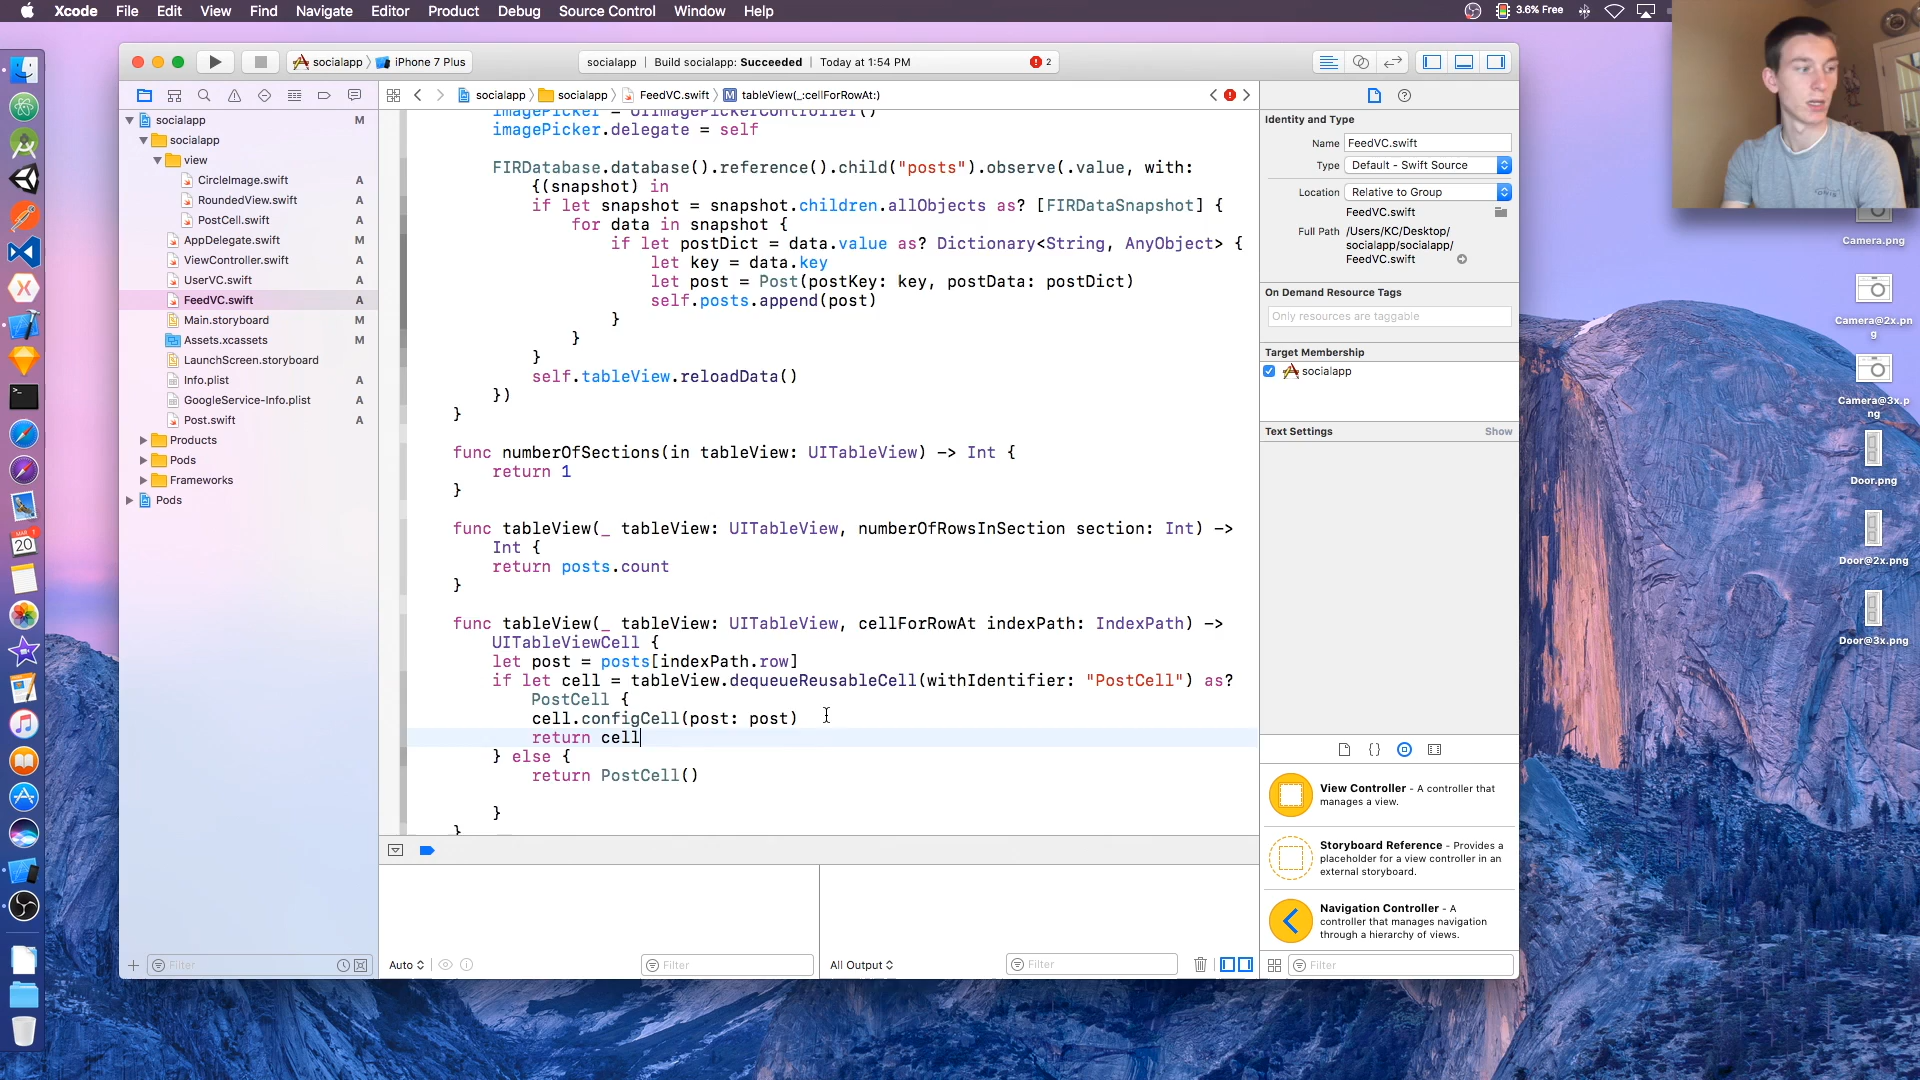 Xcode File Edit View Find Navigate Editor Product Debug Source Control Window Help
3.6% Free
socialapp iPhone 7 Plus
socialapp | Build socialapp: Succeeded | Today at 1:54 PM
2
socialapp socialapp FeedVC.swift M tableView(_:cellForRowAt:)
socialapp M
socialapp
view
CircleImage.swift A
RoundedView.swift A
PostCell.swift A
AppDelegate.swift M
ViewController.swift A
UserVC.swift A
FeedVC.swift A
Main.storyboard M
Assets.xcassets M
LaunchScreen.storyboard
Info.plist A
GoogleService-Info.plist A
Post.swift A
Products
Pods
Frameworks
Pods
Filter
imagePicker = UIImagePickerController()
imagePicker.delegate = self
FIRDatabase.database().reference().child("posts").observe(.value, with:
{(snapshot) in
if let snapshot = snapshot.children.allObjects as? [FIRDataSnapshot] {
for data in snapshot {
if let postDict = data.value as? Dictionary<String, AnyObject> {
let key = data.key
let post = Post(postKey: key, postData: postDict)
self.posts.append(post)
}
}
}
self.tableView.reloadData()
})
}
func numberOfSections(in tableView: UITableView) -> Int {
return 1
}
func tableView(_ tableView: UITableView, numberOfRowsInSection section: Int) ->
Int {
return posts.count
}
func tableView(_ tableView: UITableView, cellForRowAt indexPath: IndexPath) ->
UITableViewCell {
let post = posts[indexPath.row]
if let cell = tableView.dequeueReusableCell(withIdentifier: "PostCell") as?
PostCell {
cell.configCell(post: post)
return cell
} else {
return PostCell()
}
}
Auto
Filter
All Output
Filter
Identity and Type
Name FeedVC.swift
Type Default - Swift Source
Location Relative to Group
FeedVC.swift
Full Path /Users/KC/Desktop/
socialapp/socialapp/
FeedVC.swift
On Demand Resource Tags
Only resources are taggable
Target Membership
socialapp
Text Settings Show
{}
View Controller - A controller that
manages a view.
Storyboard Reference - Provides a
placeholder for a view controller in an
external storyboard.
Navigation Controller - A
controller that manages navigation
through a hierarchy of views.
Filter
Camera.png
Camera@2x.pn
g
Camera@3x.p
ng
Door.png
Door@2x.png
Door@3x.png
MAR
20